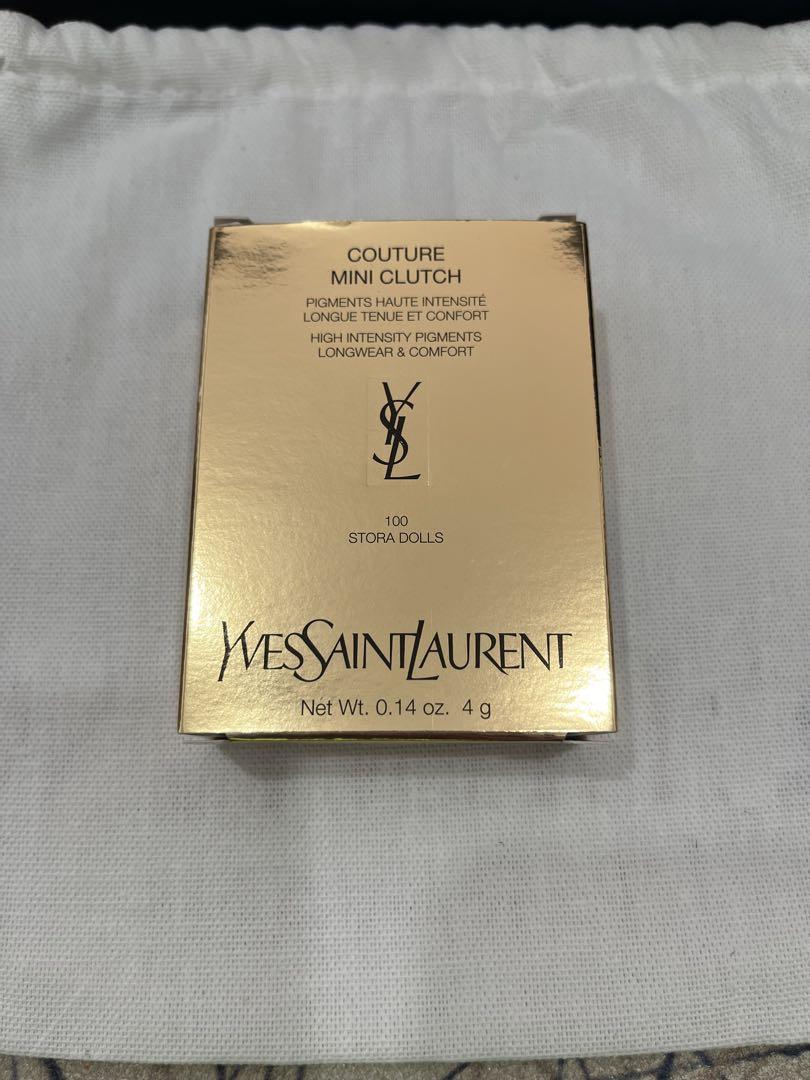 COUTURE
MINI CLUTCH
PIGMENTS HAUTE INTENSITÉ
LONGUE TENUE ET CONFORT
HIGH INTENSITY PIGMENTS
LONGWEAR & COMFORT
YSL
100
STORA DOLLS
YVESSAINTLAURENT
Net Wt. 0.14 oz. 4 g